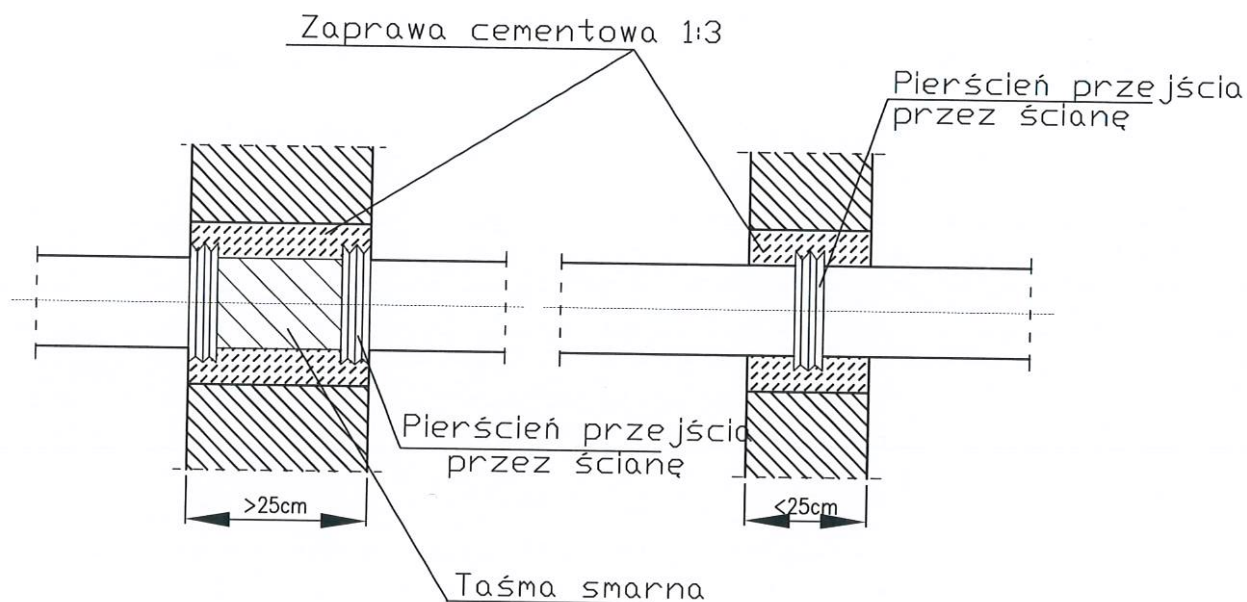 Zaprawa cementowa 1:3
Pierścień przejścia
przez ścianę
Pierścień przejścia
przez ścianę
>25cm
<25cm
Taśma smarna